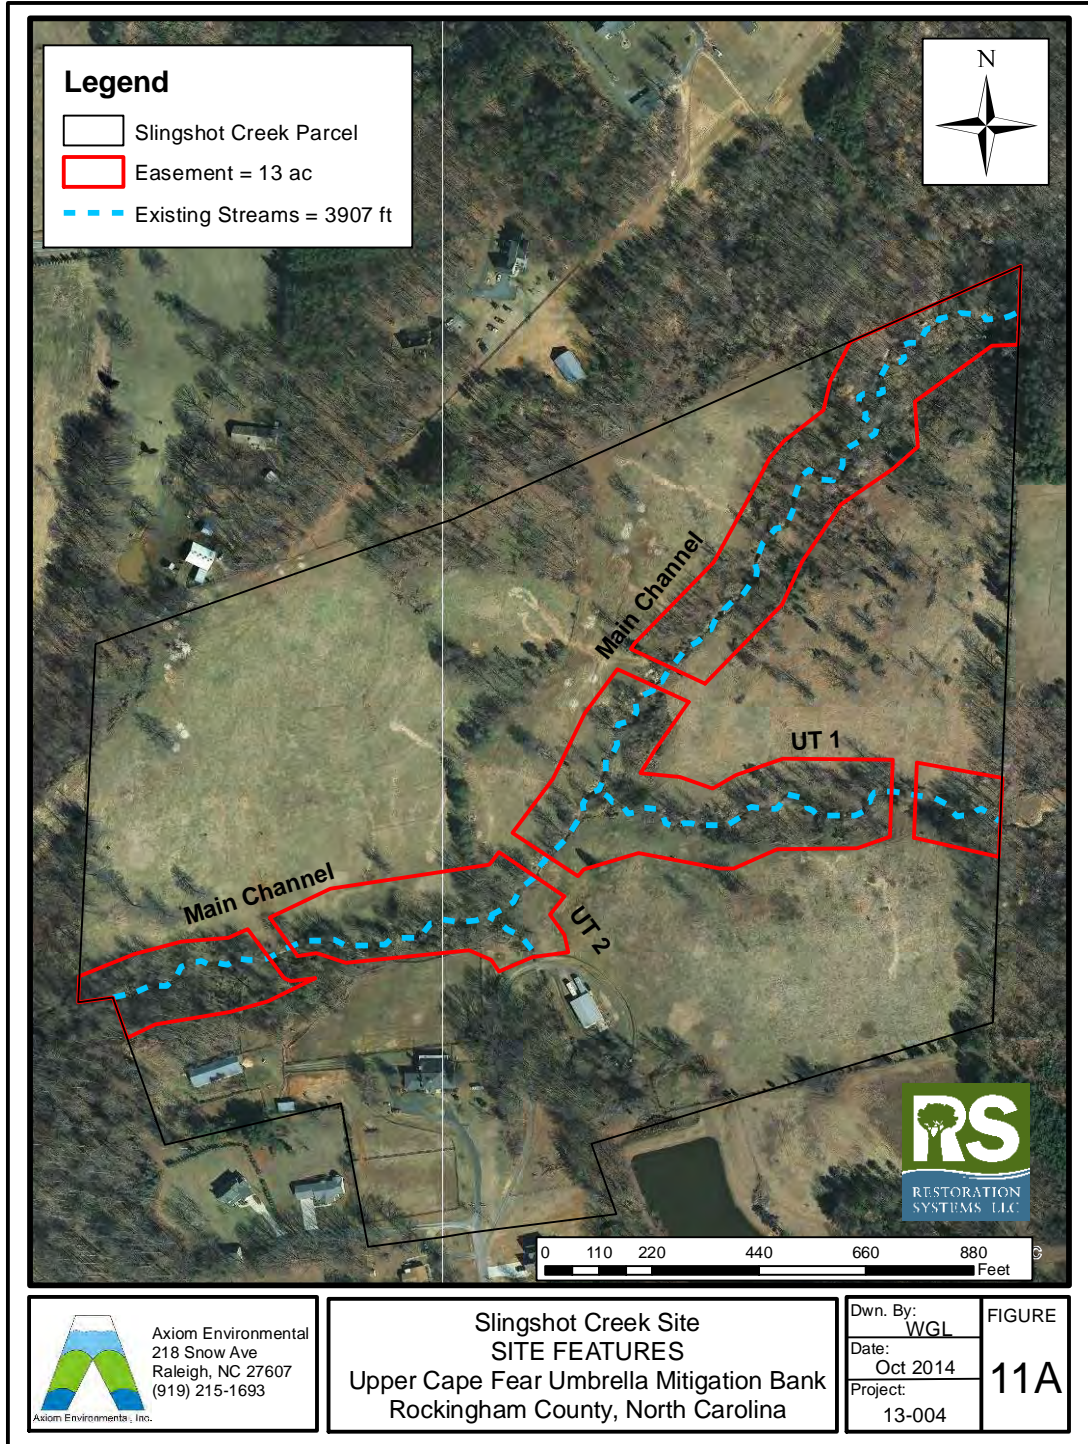 Legend
Slingshot Creek Parcel
Easement = 13 ac
Existing Streams = 3907 ft
N
Main Channel
UT 1
Main Channel
UT 2
RS
RESTORATION
SYSTEMS LLC
0 110 220 440 660 880
Feet
Axiom Environmental, Inc.
Axiom Environmental
218 Snow Ave
Raleigh, NC 27607
(919) 215-1693
Slingshot Creek Site
SITE FEATURES
Upper Cape Fear Umbrella Mitigation Bank
Rockingham County, North Carolina
Dwn. By:
WGL
Date:
Oct 2014
Project:
13-004
FIGURE
11A